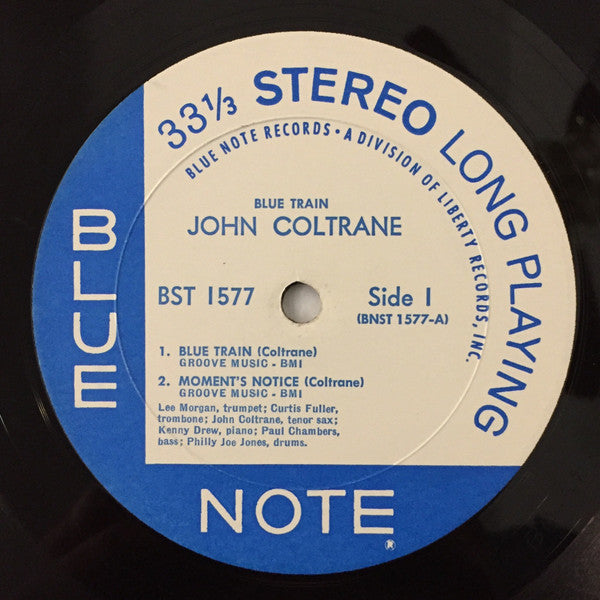 33⅓ STEREO LONG PLAYING
BLUE NOTE RECORDS • A DIVISION OF LIBERTY RECORDS, INC.
BLUE TRAIN
JOHN COLTRANE
BST 1577
Side 1
(BNST 1577-A)
1. BLUE TRAIN (Coltrane)
GROOVE MUSIC - BMI
2. MOMENT'S NOTICE (Coltrane)
GROOVE MUSIC - BMI
Lee Morgan, trumpet; Curtis Fuller,
trombone; John Coltrane, tenor sax;
Kenny Drew, piano; Paul Chambers,
bass; Philly Joe Jones, drums.
BLUE
NOTE®